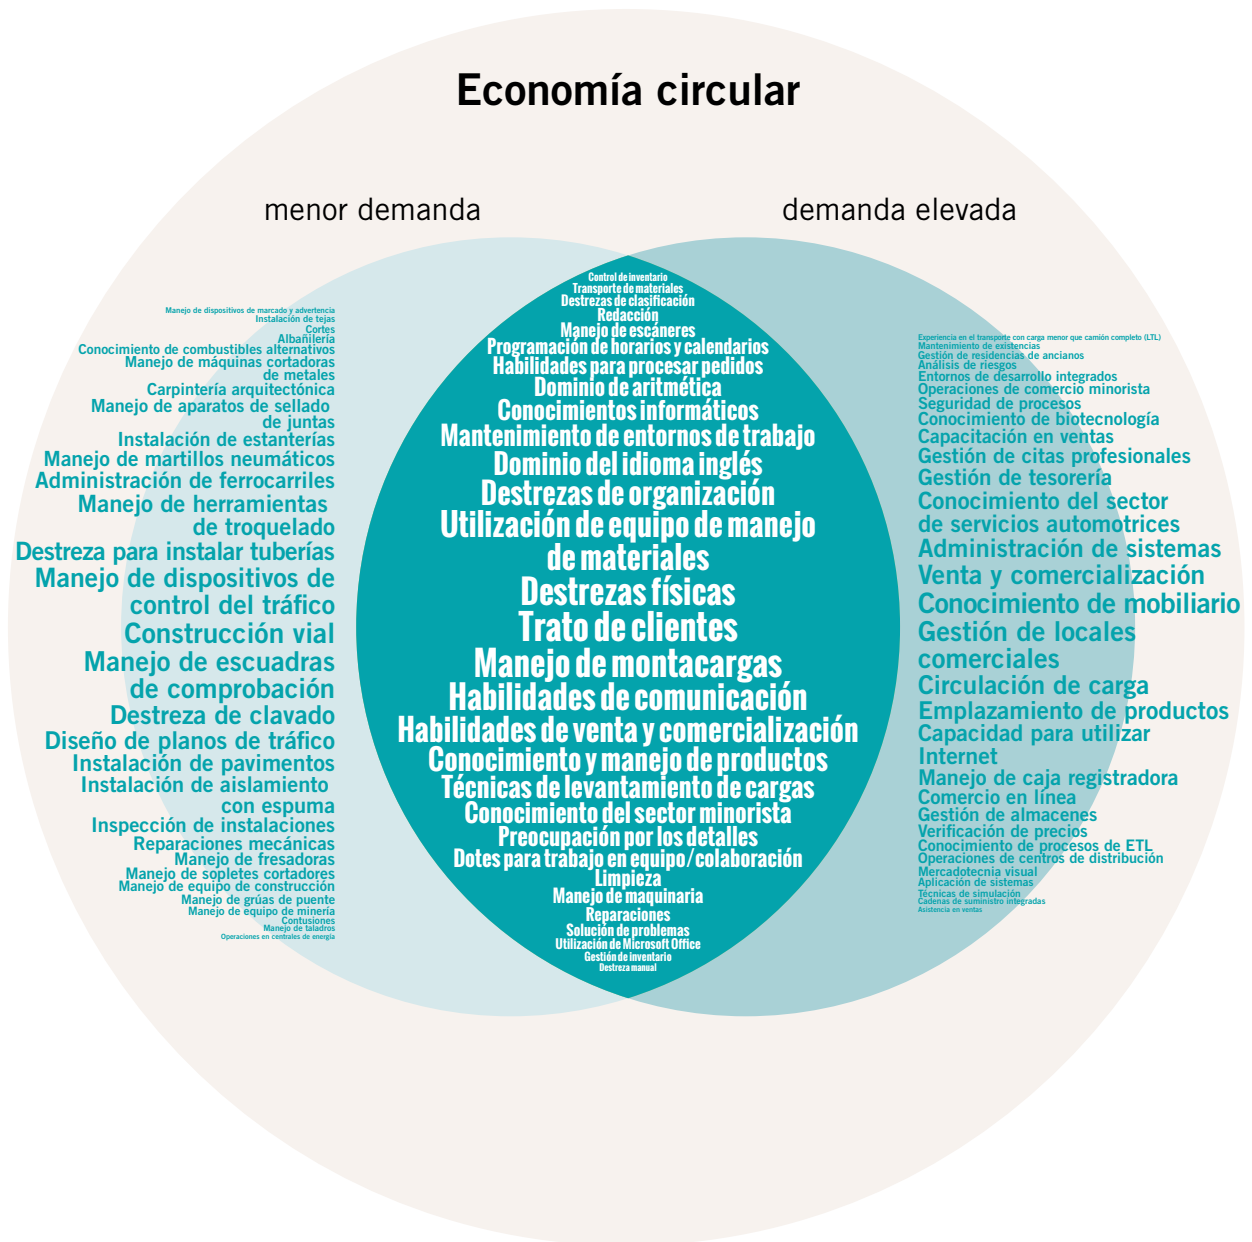 Economía circular
menor demanda
demanda elevada
Manejo de dispositivos de marcado y advertencia
Instalación de tejas
Cortes
Albañilería
Conocimiento de combustibles alternativos
Manejo de máquinas cortadoras
de metales
Carpintería arquitectónica
Manejo de aparatos de sellado
de juntas
Instalación de estanterías
Manejo de martillos neumáticos
Administración de ferrocarriles
Manejo de herramientas
de troquelado
Destreza para instalar tuberías
Manejo de dispositivos de
control del tráfico
Construcción vial
Manejo de escuadras
de comprobación
Destreza de clavado
Diseño de planos de tráfico
Instalación de pavimentos
Instalación de aislamiento
con espuma
Inspección de instalaciones
Reparaciones mecánicas
Manejo de fresadoras
Manejo de sopletes cortadores
Manejo de equipo de construcción
Manejo de grúas de puente
Manejo de equipo de minería
Contusiones
Manejo de taladros
Operaciones en centrales de energía
Control de inventario
Transporte de materiales
Destrezas de clasificación
Redacción
Manejo de escáneres
Programación de horarios y calendarios
Habilidades para procesar pedidos
Dominio de aritmética
Conocimientos informáticos
Mantenimiento de entornos de trabajo
Dominio del idioma inglés
Destrezas de organización
Utilización de equipo de manejo
de materiales
Destrezas físicas
Trato de clientes
Manejo de montacargas
Habilidades de comunicación
Habilidades de venta y comercialización
Conocimiento y manejo de productos
Técnicas de levantamiento de cargas
Conocimiento del sector minorista
Preocupación por los detalles
Dotes para trabajo en equipo/colaboración
Limpieza
Manejo de maquinaria
Reparaciones
Solución de problemas
Utilización de Microsoft Office
Gestión de inventario
Destreza manual
Experiencia en el transporte con carga menor que camión completo (LTL)
Mantenimiento de existencias
Gestión de residencias de ancianos
Análisis de riesgos
Entornos de desarrollo integrados
Operaciones de comercio minorista
Seguridad de procesos
Conocimiento de biotecnología
Capacitación en ventas
Gestión de citas profesionales
Gestión de tesorería
Conocimiento del sector
de servicios automotrices
Administración de sistemas
Venta y comercialización
Conocimiento de mobiliario
Gestión de locales
comerciales
Circulación de carga
Emplazamiento de productos
Capacidad para utilizar
Internet
Manejo de caja registradora
Comercio en línea
Gestión de almacenes
Verificación de precios
Conocimiento de procesos de ETL
Operaciones de centros de distribución
Mercadotecnia visual
Aplicación de sistemas
Técnicas de simulación
Cadenas de suministro integradas
Asistencia en ventas